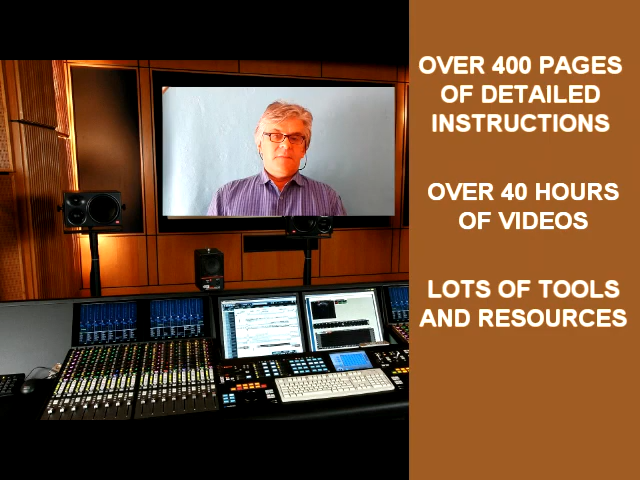 OVER 400 PAGES
OF DETAILED
INSTRUCTIONS
OVER 40 HOURS
OF VIDEOS
LOTS OF TOOLS
AND RESOURCES